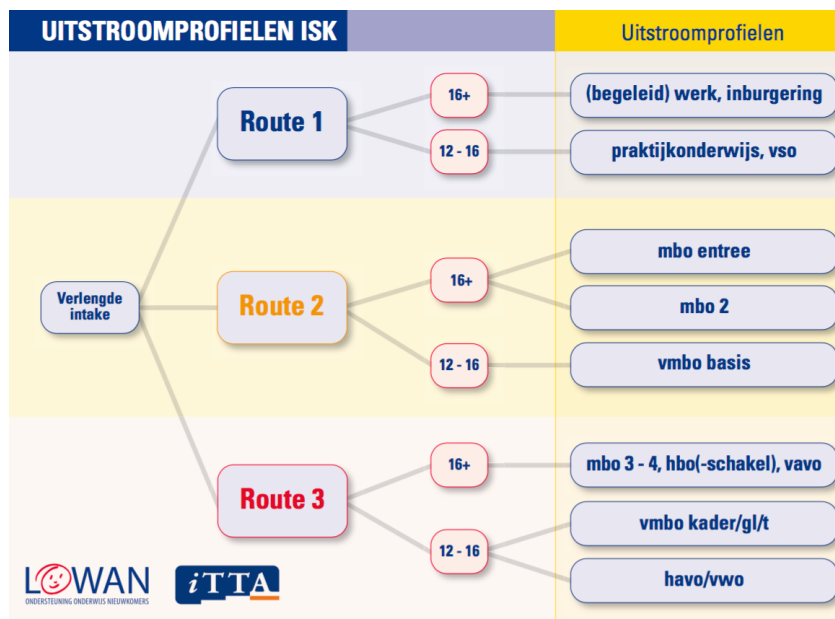 UITSTROOMPROFIELEN ISK
Uitstroomprofielen
Verlengde
intake
Route 1
16+
(begeleid) werk, inburgering
12 - 16
praktijkonderwijs, vso
Route 2
16+
mbo entree
mbo 2
12 - 16
vmbo basis
Route 3
16+
mbo 3 - 4, hbo(-schakel), vavo
12 - 16
vmbo kader/gl/t
havo/vwo
LOWAN
ONDERSTEUNING ONDERWIJS NIEUWKOMERS
iTTA